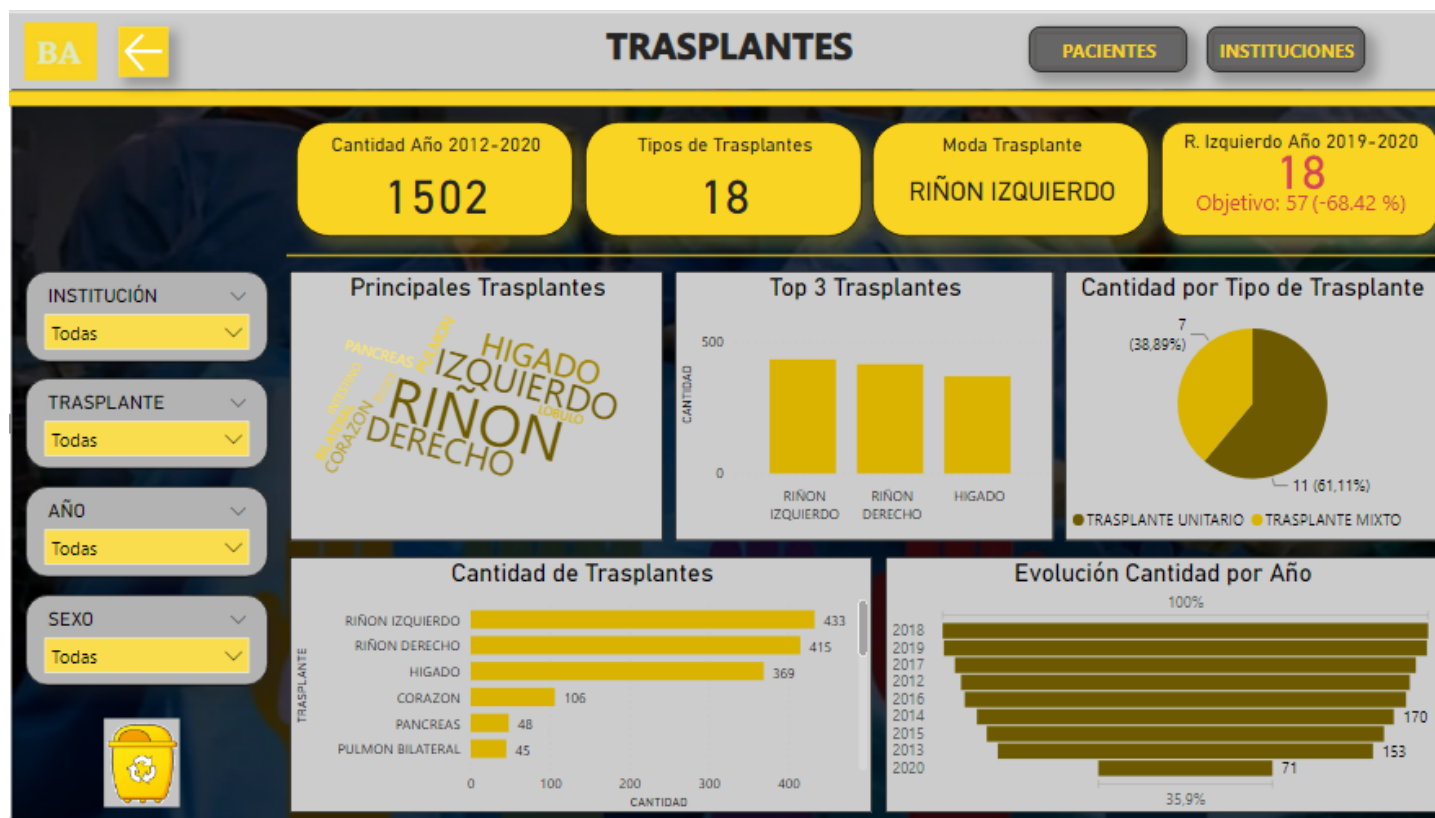 BA
TRASPLANTES
PACIENTES
INSTITUCIONES
Cantidad Año 2012-2020
1502
Tipos de Trasplantes
18
Moda Trasplante
RIÑON IZQUIERDO
R. Izquierdo Año 2019-2020
18
Objetivo: 57 (-68.42 %)
INSTITUCIÓN
Todas
TRASPLANTE
Todas
AÑO
Todas
SEXO
Todas
Principales Trasplantes
PANCREAS
PULMON
HIGADO
IZQUIERDO
RIÑON
LOBULO
DERECHO
CORAZON
BILATERAL
Top 3 Trasplantes
CANTIDAD
500
0
RIÑON
IZQUIERDO
RIÑON
DERECHO
HIGADO
Cantidad por Tipo de Trasplante
7
(38,89%)
11 (61,11%)
TRASPLANTE UNITARIO
TRASPLANTE MIXTO
Cantidad de Trasplantes
TRASPLANTE
RIÑON IZQUIERDO 433
RIÑON DERECHO 415
HIGADO 369
CORAZON 106
PANCREAS 48
PULMON BILATERAL 45
0 100 200 300 400
CANTIDAD
Evolución Cantidad por Año
100%
2018
2019
2017
2012
2016
2014 170
2015
2013 153
2020 71
35,9%